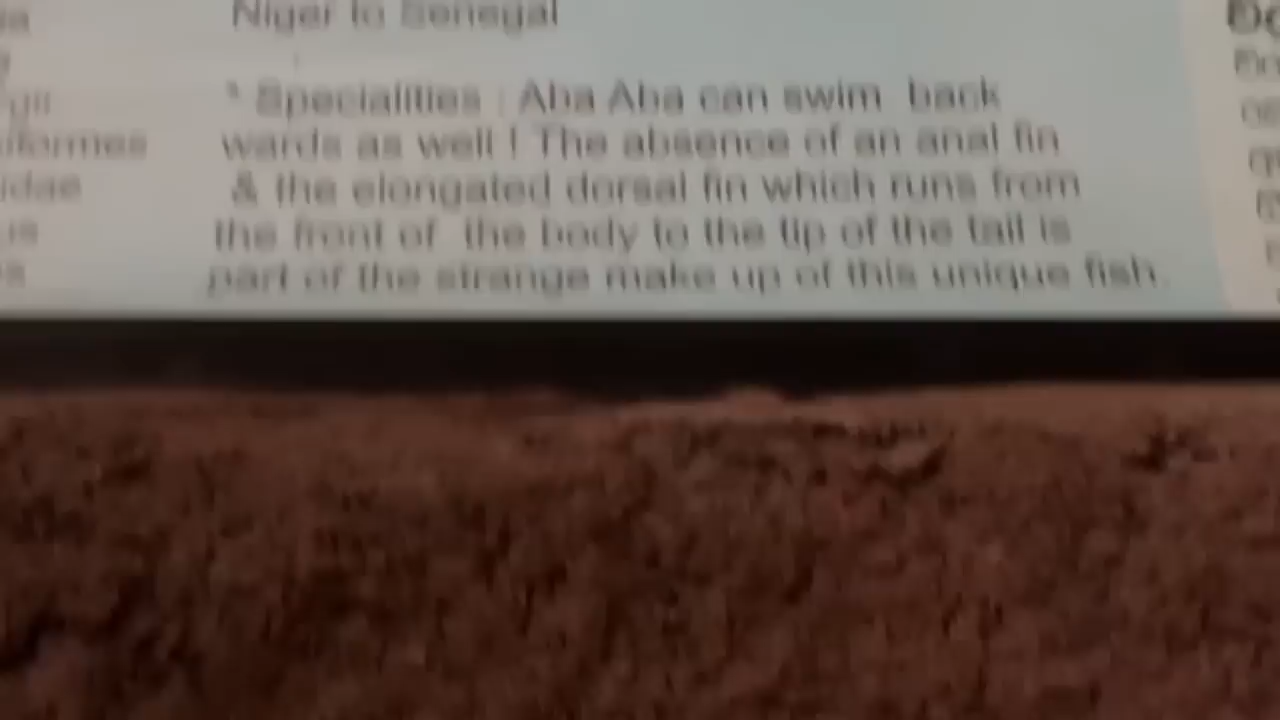 Niger to Senegal
* Specialities : Aba Aba can swim back
wards as well ! The absence of an anal fin
& the elongated dorsal fin which runs from
the front of the body to the tip of the tail is
part of the strange make up of this unique fish.
iformes
idae